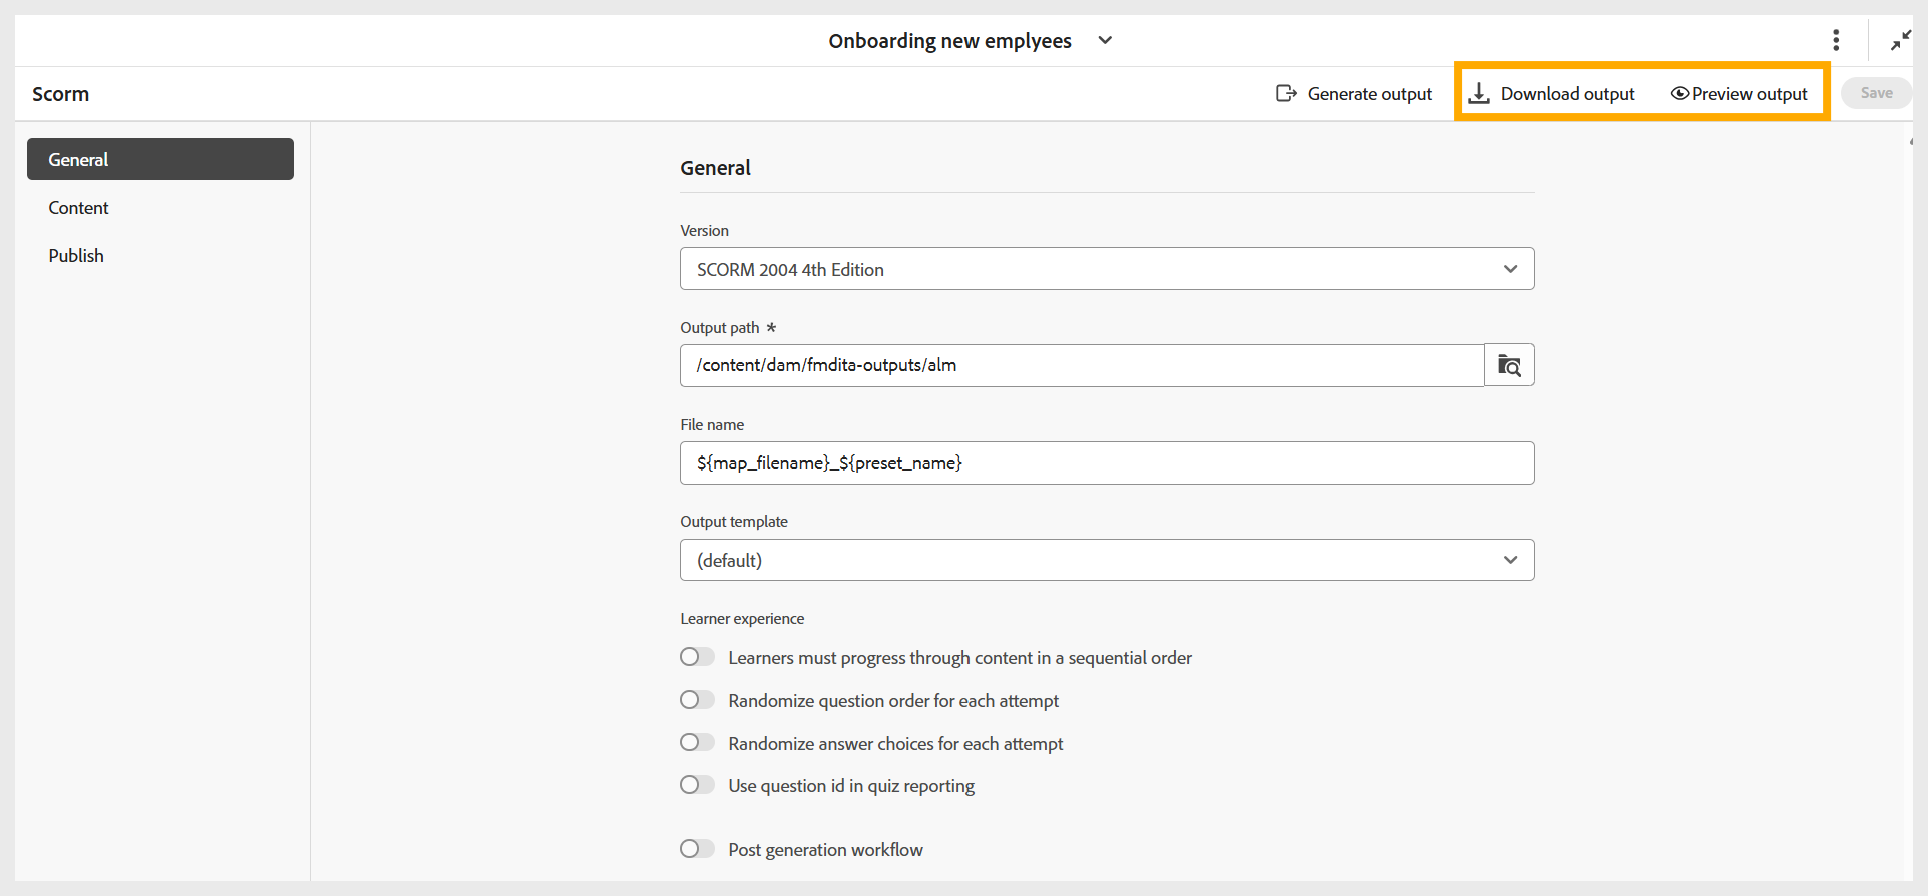 Onboarding new emplyees
Scorm
Generate output
Download output
Preview output
Save
General
Content
Publish
General
Version
SCORM 2004 4th Edition
Output path *
/content/dam/fmdita-outputs/alm
File name
${map_filename}_${preset_name}
Output template
(default)
Learner experience
Learners must progress through content in a sequential order
Randomize question order for each attempt
Randomize answer choices for each attempt
Use question id in quiz reporting
Post generation workflow